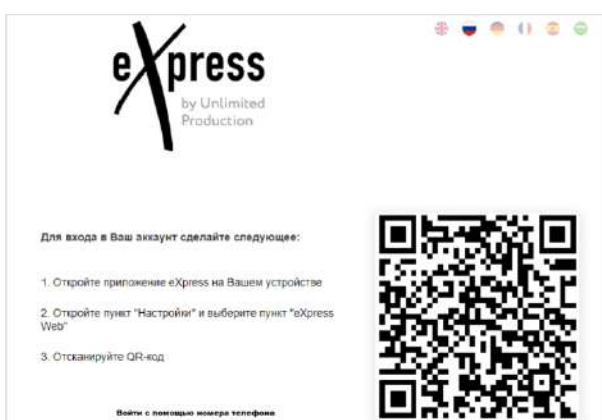 eXpress
by Unlimited
Production
Для входа в Ваш аккаунт сделайте следующее:
1. Откройте приложение eXpress на Вашем устройстве
2. Откройте пункт "Настройки" и выберите пункт "eXpress
Web"
3. Отсканируйте QR-код
Войти с помощью номера телефона